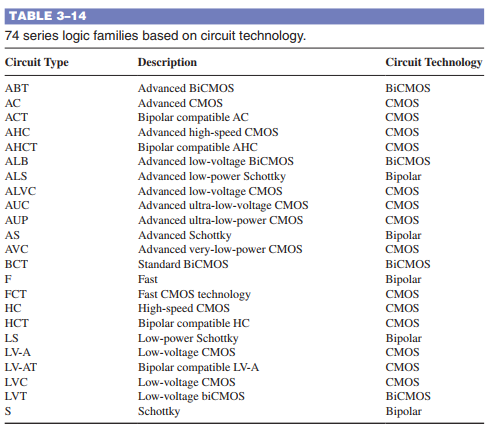 TABLE 3–14
74 series logic families based on circuit technology.
Circuit Type Description Circuit Technology
ABT Advanced BiCMOS BiCMOS
AC Advanced CMOS CMOS
ACT Bipolar compatible AC CMOS
AHC Advanced high-speed CMOS CMOS
AHCT Bipolar compatible AHC CMOS
ALB Advanced low-voltage BiCMOS BiCMOS
ALS Advanced low-power Schottky Bipolar
ALVC Advanced low-voltage CMOS CMOS
AUC Advanced ultra-low-voltage CMOS CMOS
AUP Advanced ultra-low-power CMOS CMOS
AS Advanced Schottky Bipolar
AVC Advanced very-low-power CMOS CMOS
BCT Standard BiCMOS BiCMOS
F Fast Bipolar
FCT Fast CMOS technology CMOS
HC High-speed CMOS CMOS
HCT Bipolar compatible HC CMOS
LS Low-power Schottky Bipolar
LV-A Low-voltage CMOS CMOS
LV-AT Bipolar compatible LV-A CMOS
LVC Low-voltage CMOS CMOS
LVT Low-voltage biCMOS BiCMOS
S Schottky Bipolar